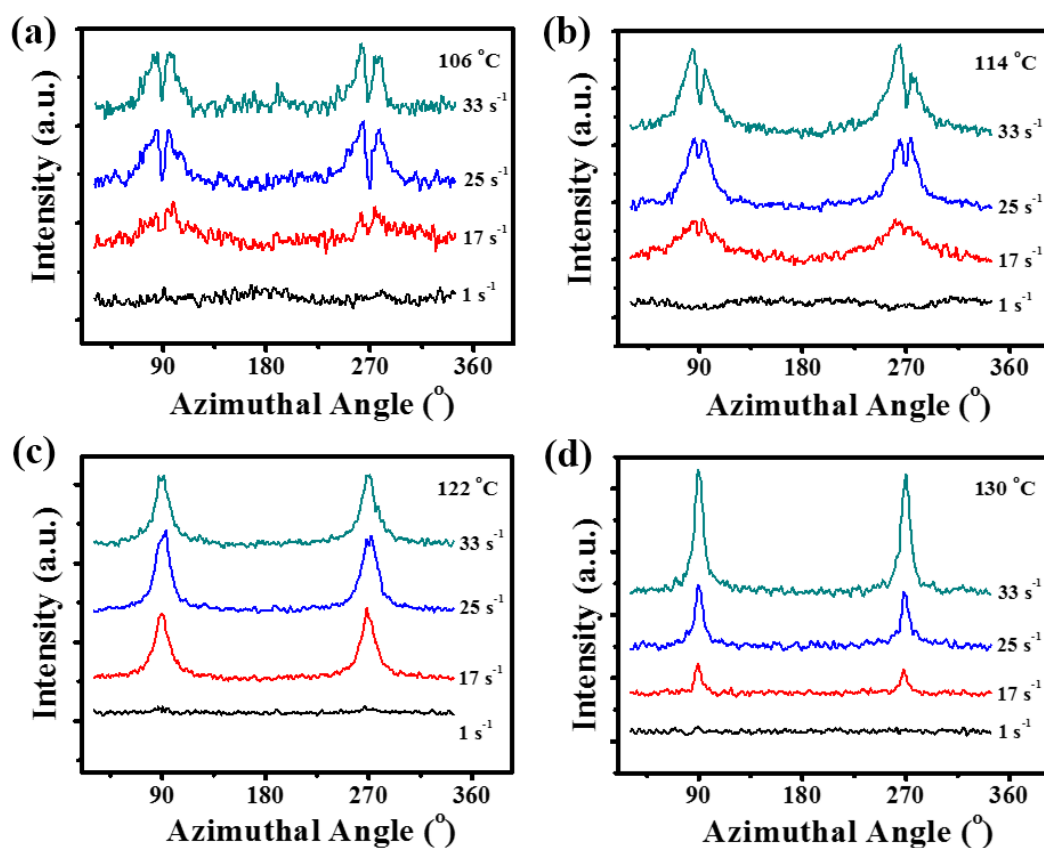 (a)
106 °C
33 s⁻¹
25 s⁻¹
17 s⁻¹
1 s⁻¹
Intensity (a.u.)
90 180 270 360
Azimuthal Angle (°)
(b)
114 °C
33 s⁻¹
25 s⁻¹
17 s⁻¹
1 s⁻¹
Intensity (a.u.)
90 180 270 360
Azimuthal Angle (°)
(c)
122 °C
33 s⁻¹
25 s⁻¹
17 s⁻¹
1 s⁻¹
Intensity (a.u.)
90 180 270 360
Azimuthal Angle (°)
(d)
130 °C
33 s⁻¹
25 s⁻¹
17 s⁻¹
1 s⁻¹
Intensity (a.u.)
90 180 270 360
Azimuthal Angle (°)